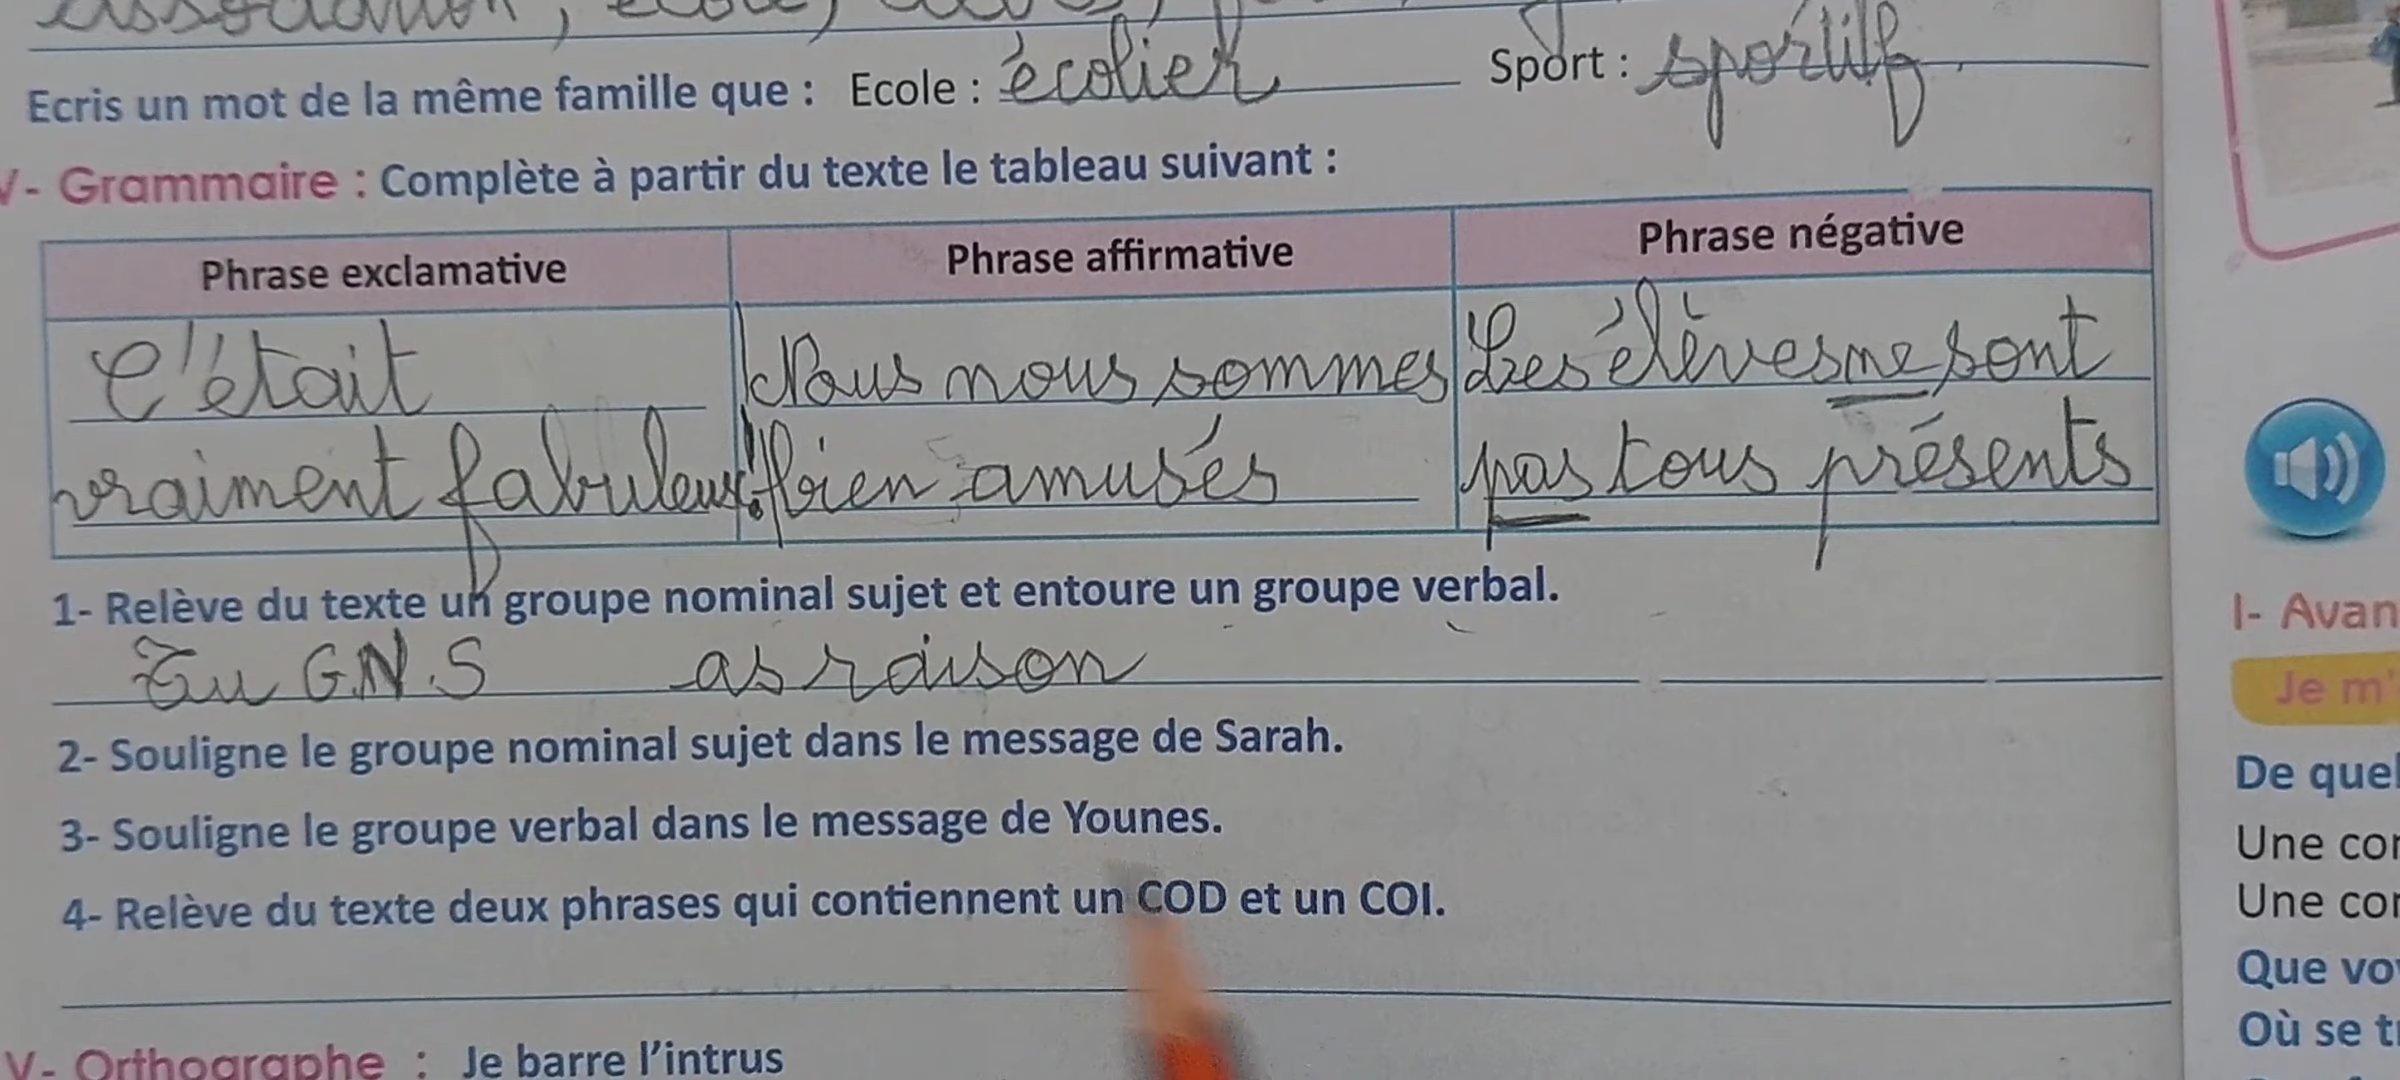 association, école,
Ecris un mot de la même famille que : Ecole : écolier Sport : sportif
V- Grammaire : Complète à partir du texte le tableau suivant :
Phrase exclamative Phrase affirmative Phrase négative
C'était Nous nous sommes Les élèves ne sont
vraiment fabuleux! bien amusés pas tous présents
1- Relève du texte un groupe nominal sujet et entoure un groupe verbal.
Tu G.N.S as raison
2- Souligne le groupe nominal sujet dans le message de Sarah.
3- Souligne le groupe verbal dans le message de Younes.
4- Relève du texte deux phrases qui contiennent un COD et un COI.
V- Orthographe : Je barre l'intrus
I- Avan
Je m'
De quel
Une cor
Une cor
Que vo
Où se t